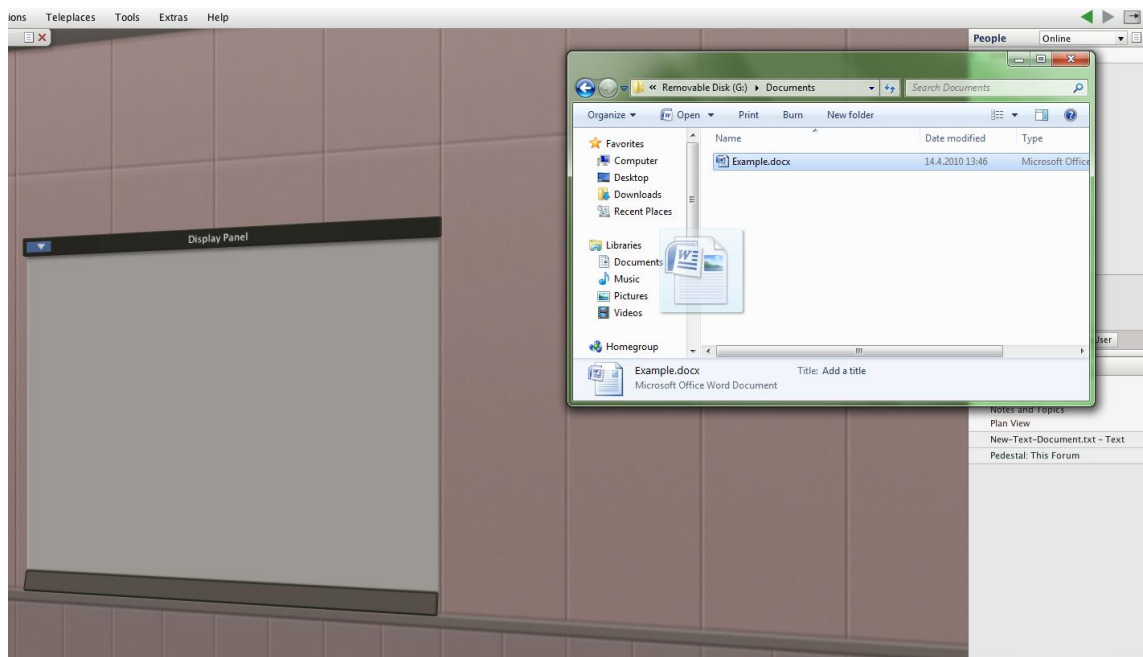 ions Teleplaces Tools Extras Help
People Online
Display Panel
« Removable Disk (G:) Documents Search Documents
Organize Open Print Burn New folder
Favorites
Computer
Desktop
Downloads
Recent Places
Libraries
Documents
Music
Pictures
Videos
Homegroup
Name Date modified Type
Example.docx 14.4.2010 13:46 Microsoft Office
W
Example.docx Title: Add a title
Microsoft Office Word Document
User
Notes and Topics
Plan View
New-Text-Document.txt - Text
Pedestal: This Forum